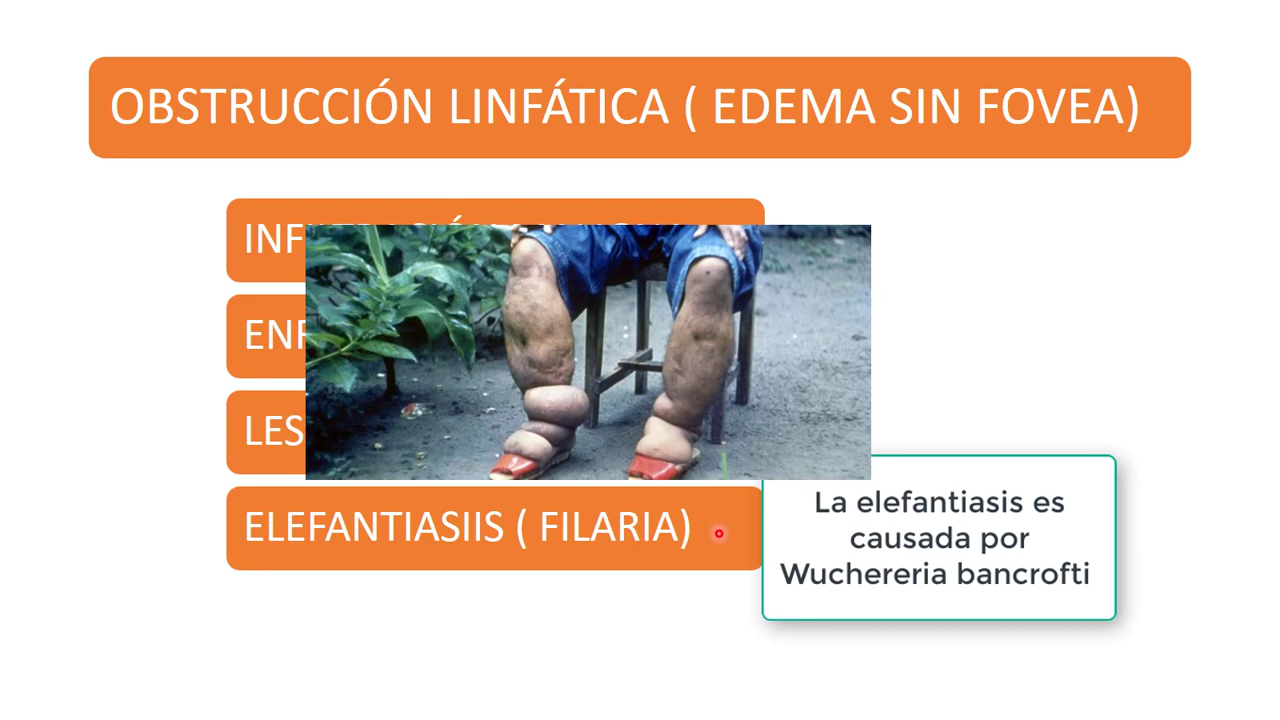 OBSTRUCCIÓN LINFÁTICA ( EDEMA SIN FOVEA)
ELEFANTIASIIS ( FILARIA)
La elefantiasis es
causada por
Wuchereria bancrofti